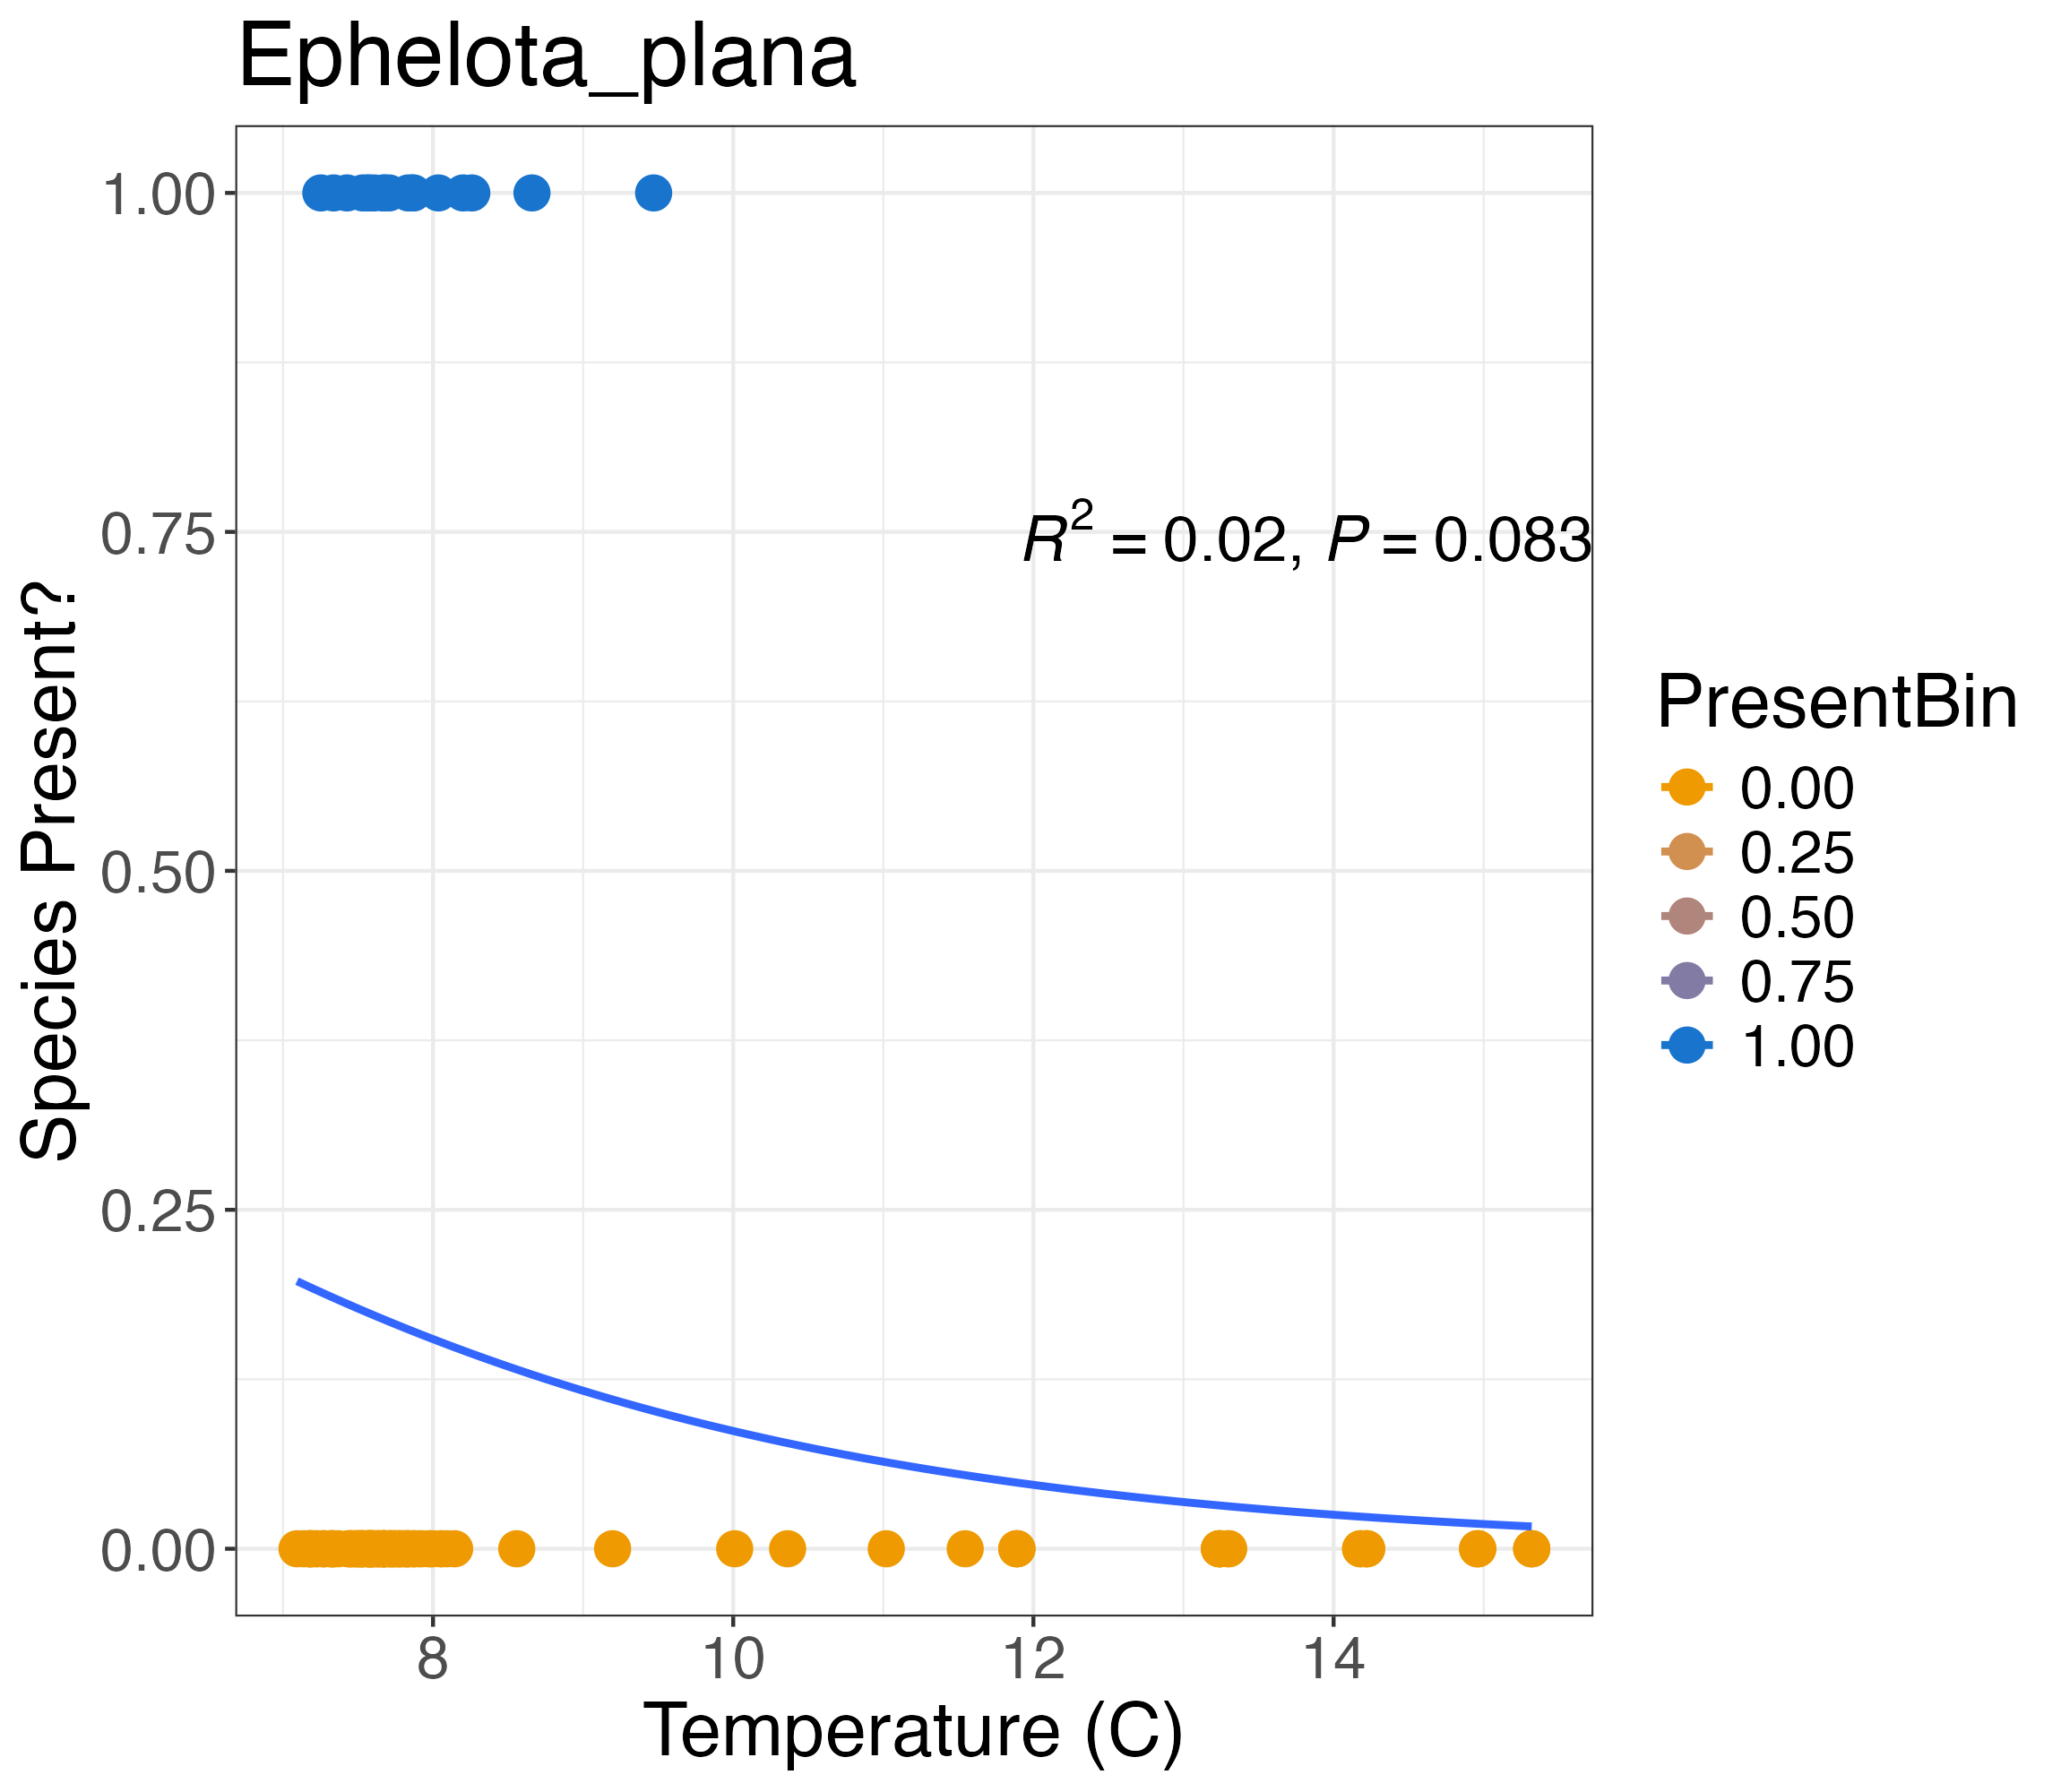 Ephelota_plana
1.00
0.75
0.50
0.25
0.00
Species Present?
R² = 0.02, P = 0.083
8 10 12 14
Temperature (C)
PresentBin
0.00
0.25
0.50
0.75
1.00